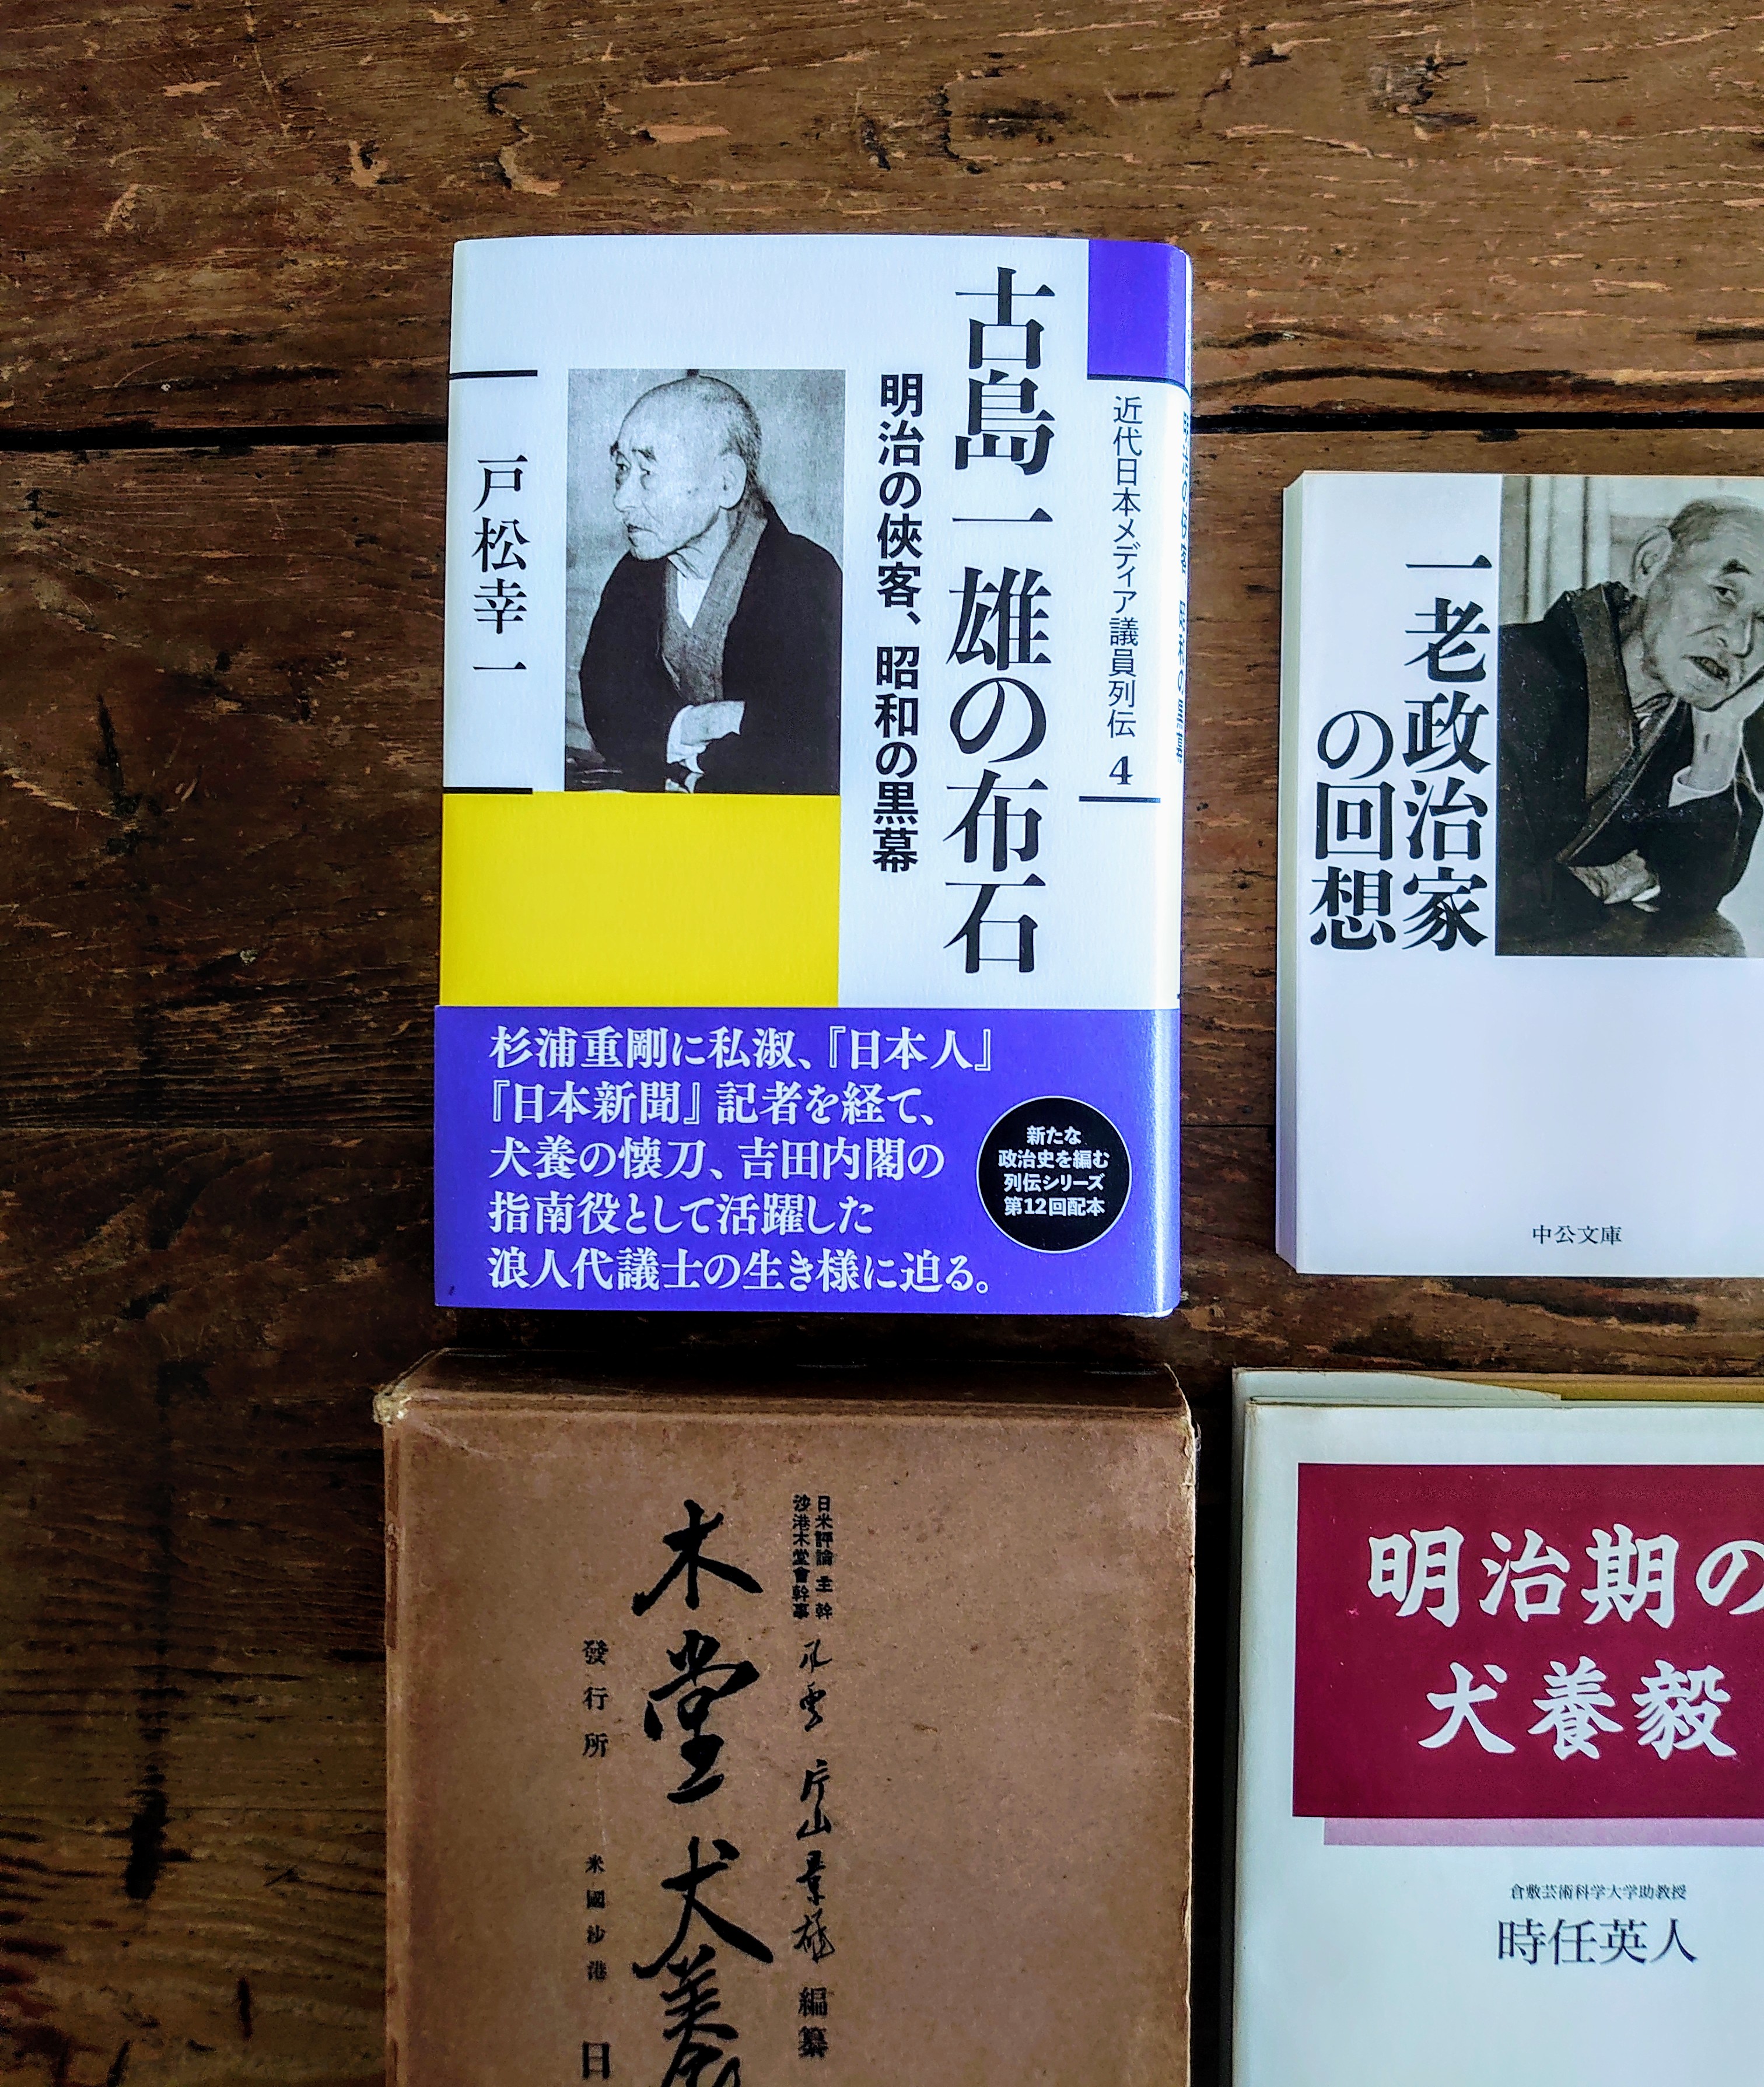 近代日本メディア議員列伝 4
古島一雄の布石
明治の俠客、昭和の黒幕
戸松幸一
杉浦重剛に私淑、『日本人』
『日本新聞』記者を経て、
犬養の懐刀、吉田内閣の
指南役として活躍した
浪人代議士の生き様に迫る。
新たな
政治史を編む
列伝シリーズ
第12回配本
一老政治家
の回想
中公文庫
日米評論主幹
沙港木堂會幹事
風雲 片山景雄 編纂
木堂犬養
發行所 米國沙港 日
明治期の
犬養毅
倉敷芸術科学大学助教授
時任英人